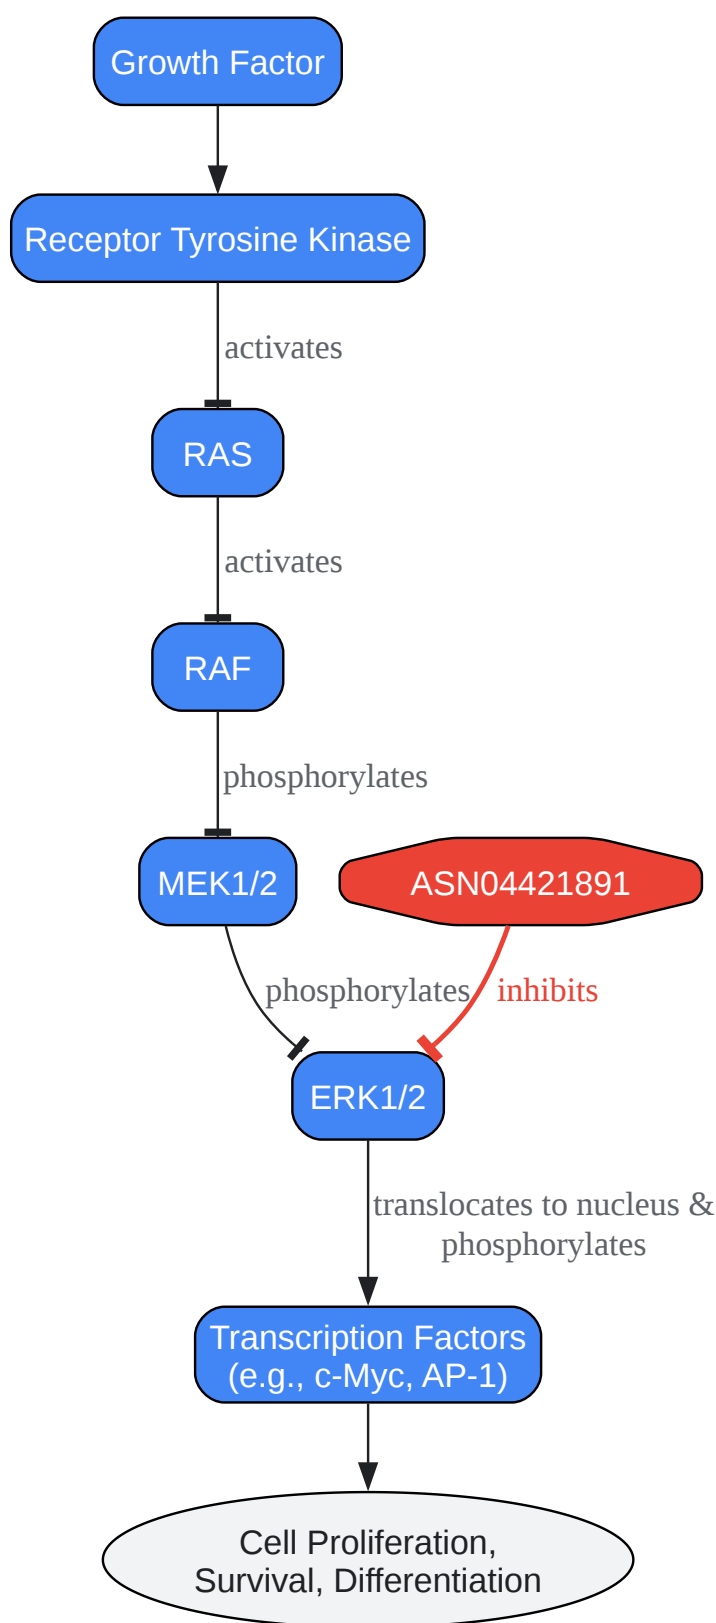 Growth Factor
Receptor Tyrosine Kinase
activates
RAS
activates
RAF
phosphorylates
MEK1/2
ASN04421891
phosphorylates
inhibits
ERK1/2
translocates to nucleus &
phosphorylates
Transcription Factors
(e.g., c-Myc, AP-1)
Cell Proliferation,
Survival, Differentiation